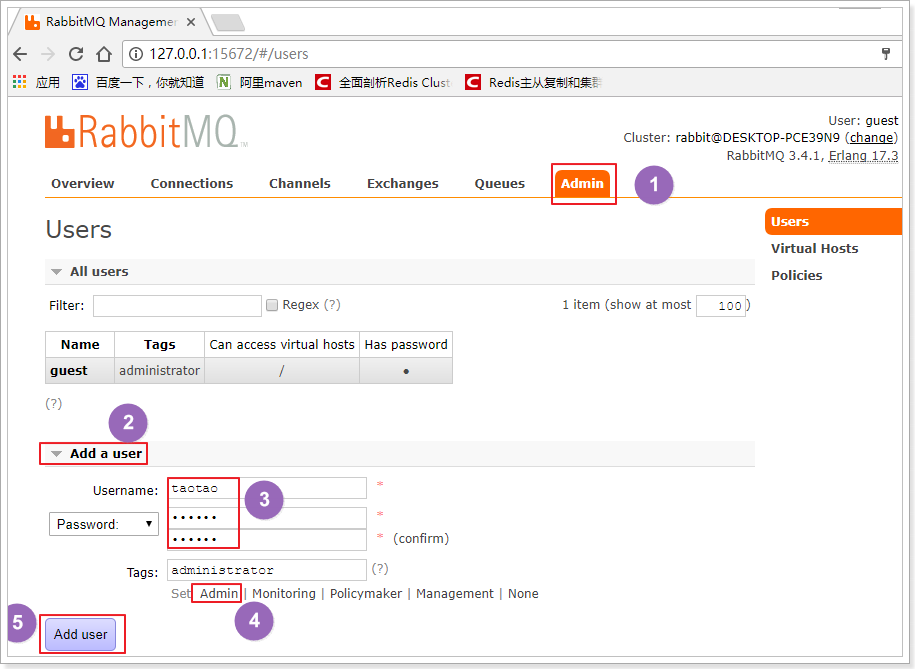 RabbitMQ Managemen
127.0.0.1:15672/#/users
应用 百度一下，你就知道 阿里maven 全面剖析Redis Clust Redis主从复制和集群
RabbitMQ™
User: guest
Cluster: rabbit@DESKTOP-PCE39N9 (change)
RabbitMQ 3.4.1, Erlang 17.3
Overview Connections Channels Exchanges Queues Admin 1
Users
Users
Virtual Hosts
Policies
All users
Filter: Regex (?) 1 item (show at most 100)
Name Tags Can access virtual hosts Has password
guest administrator / •
(?)
2
Add a user
Username: taotao * 3
Password: •••••• *
•••••• * (confirm)
Tags: administrator (?)
Set Admin | Monitoring | Policymaker | Management | None
4
5 Add user